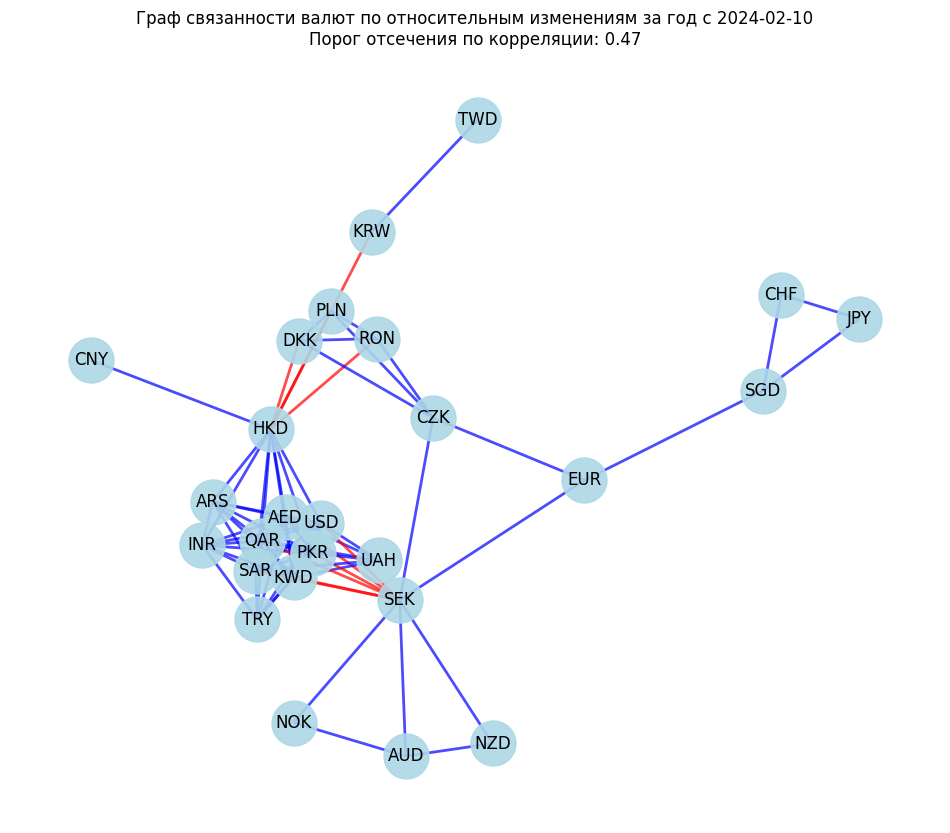 Граф связанности валют по относительным изменениям за год с 2024-02-10
Порог отсечения по корреляции: 0.47
TWD
KRW
CHF
PLN
JPY
DKK
RON
CNY
SGD
CZK
HKD
EUR
ARS
AED
USD
QAR
INR
PKR
UAH
SAR
KWD
SEK
TRY
NOK
NZD
AUD